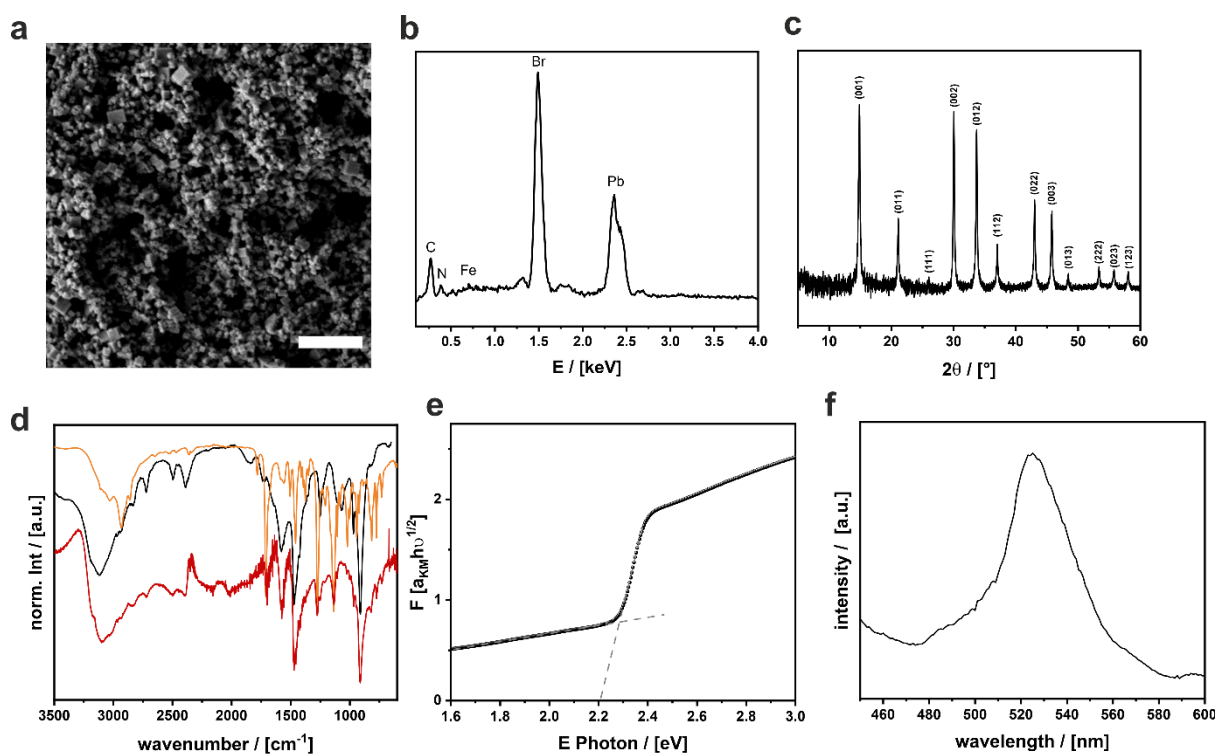 a
b
Br
Pb
C
N
Fe
0.5 1.0 1.5 2.0 2.5 3.0 3.5 4.0
E / [keV]
c
(001)
(011)
(111)
(002)
(012)
(112)
(022)
(003)
(013)
(222)
(023)
(123)
10 20 30 40 50 60
2θ / [°]
d
norm. Int / [a.u.]
3500 3000 2500 2000 1500 1000
wavenumber / [cm⁻¹]
e
F [a_KM hυ^1/2]
2
1
0
1.6 1.8 2.0 2.2 2.4 2.6 2.8 3.0
E Photon / [eV]
f
intensity / [a.u.]
460 480 500 520 540 560 580 600
wavelength / [nm]